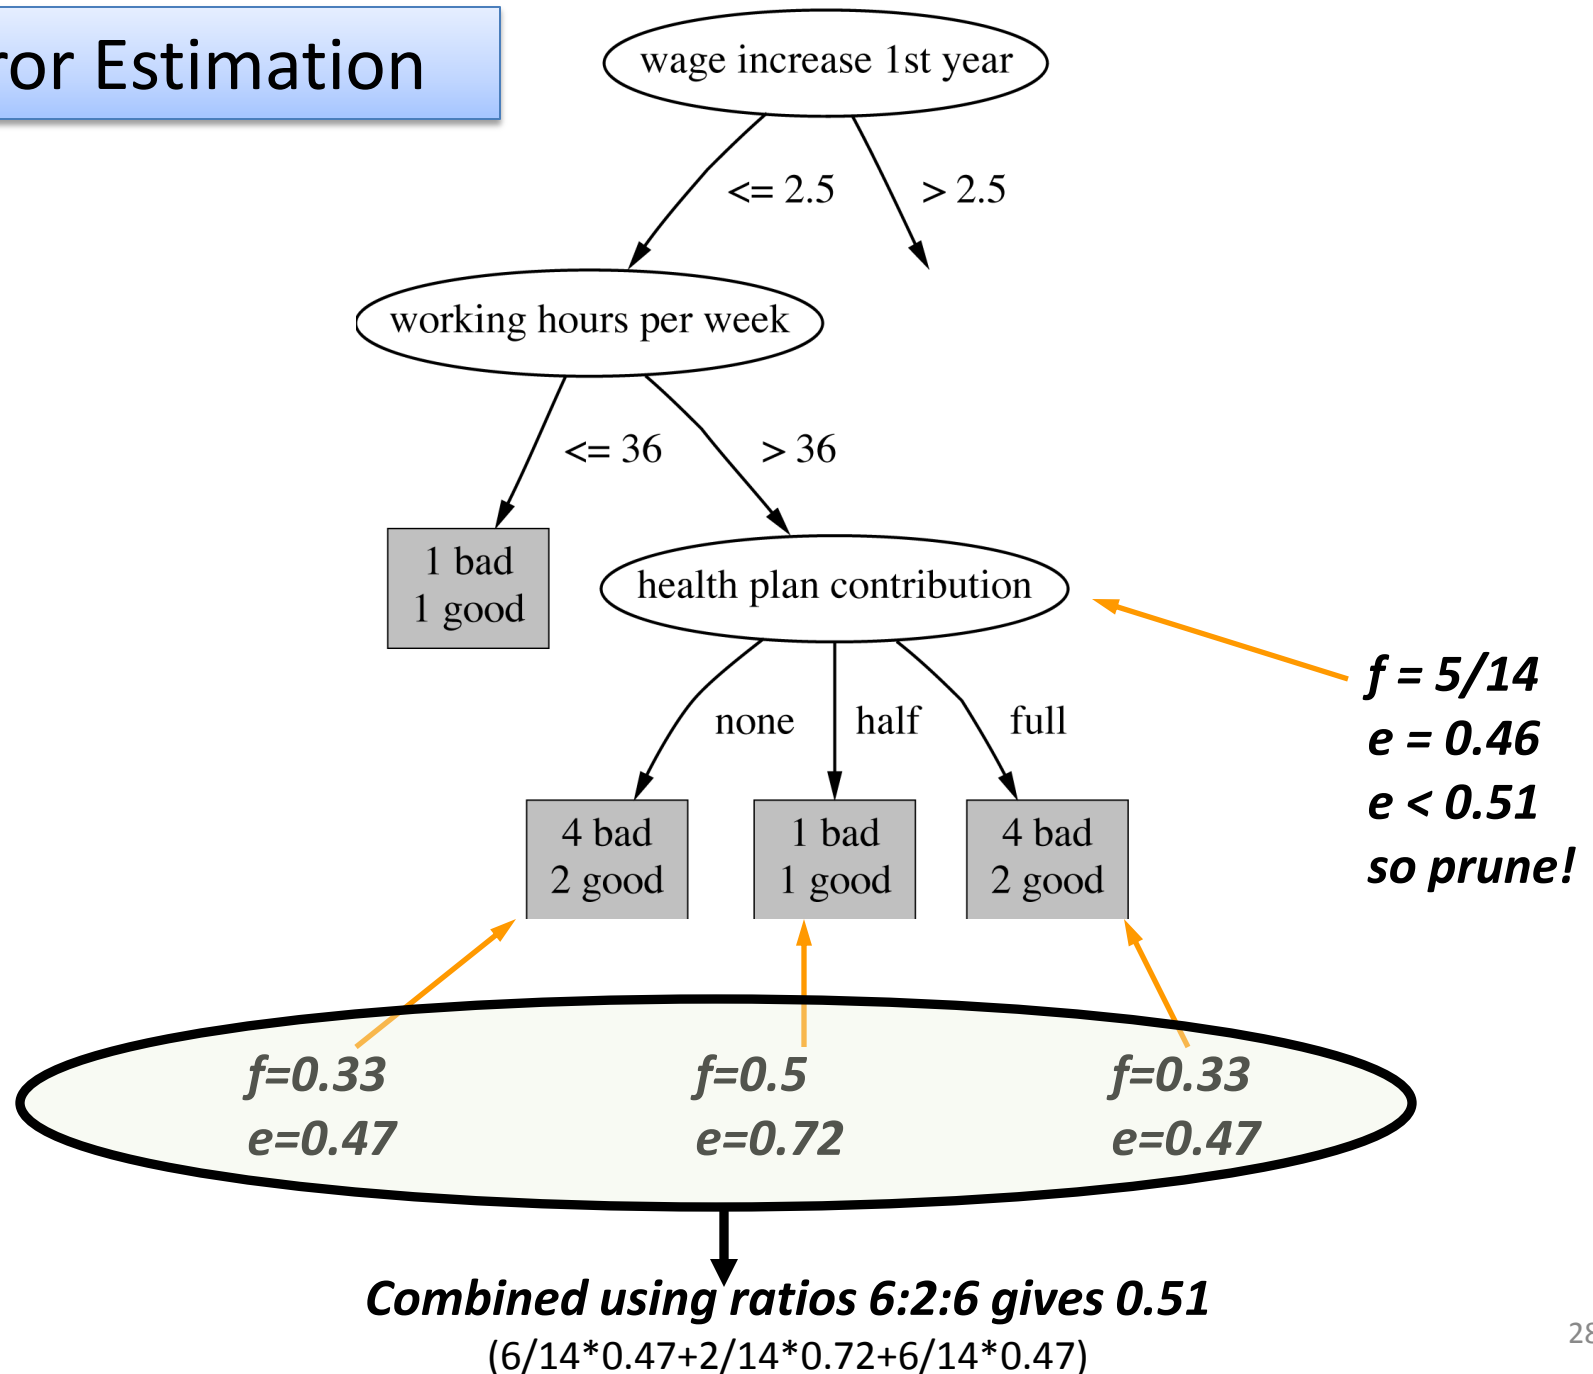 ror Estimation
wage increase 1st year
<= 2.5
> 2.5
working hours per week
<= 36
> 36
1 bad
1 good
health plan contribution
f = 5/14
e = 0.46
e < 0.51
so prune!
none
half
full
4 bad
2 good
1 bad
1 good
4 bad
2 good
f=0.33
e=0.47
f=0.5
e=0.72
f=0.33
e=0.47
Combined using ratios 6:2:6 gives 0.51
(6/14*0.47+2/14*0.72+6/14*0.47)
28